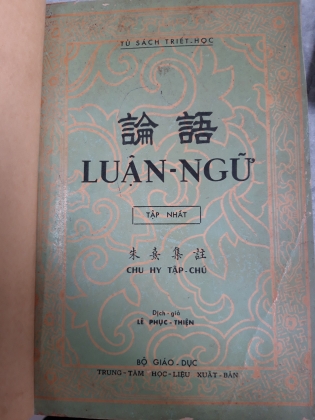 TỦ SÁCH TRIẾT-HỌC
論語
LUẬN-NGỮ
TẬP NHẤT
朱熹集註
CHU HY TẬP-CHÚ
Dịch-giả
LÊ PHỤC-THIỆN
BỘ GIÁO-DỤC
TRUNG-TÂM HỌC-LIỆU XUẤT-BẢN